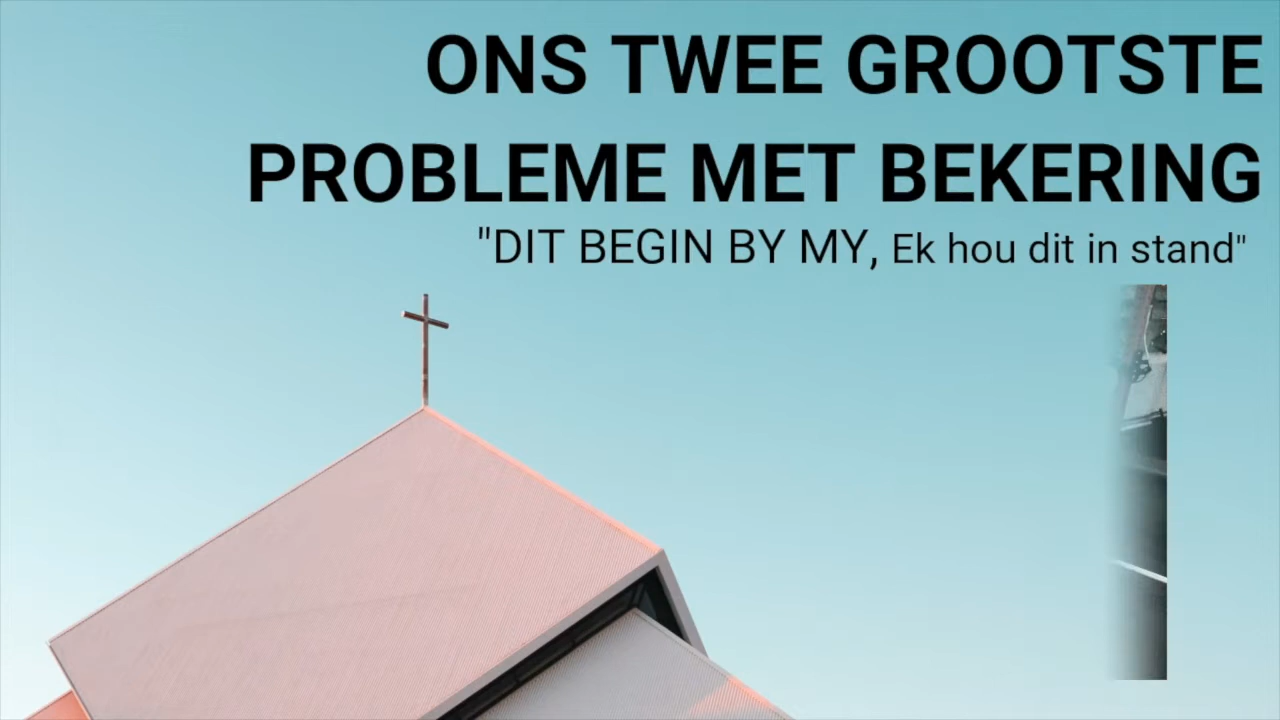 ONS TWEE GROOTSTE
PROBLEME MET BEKERING
"DIT BEGIN BY MY, Ek hou dit in stand"